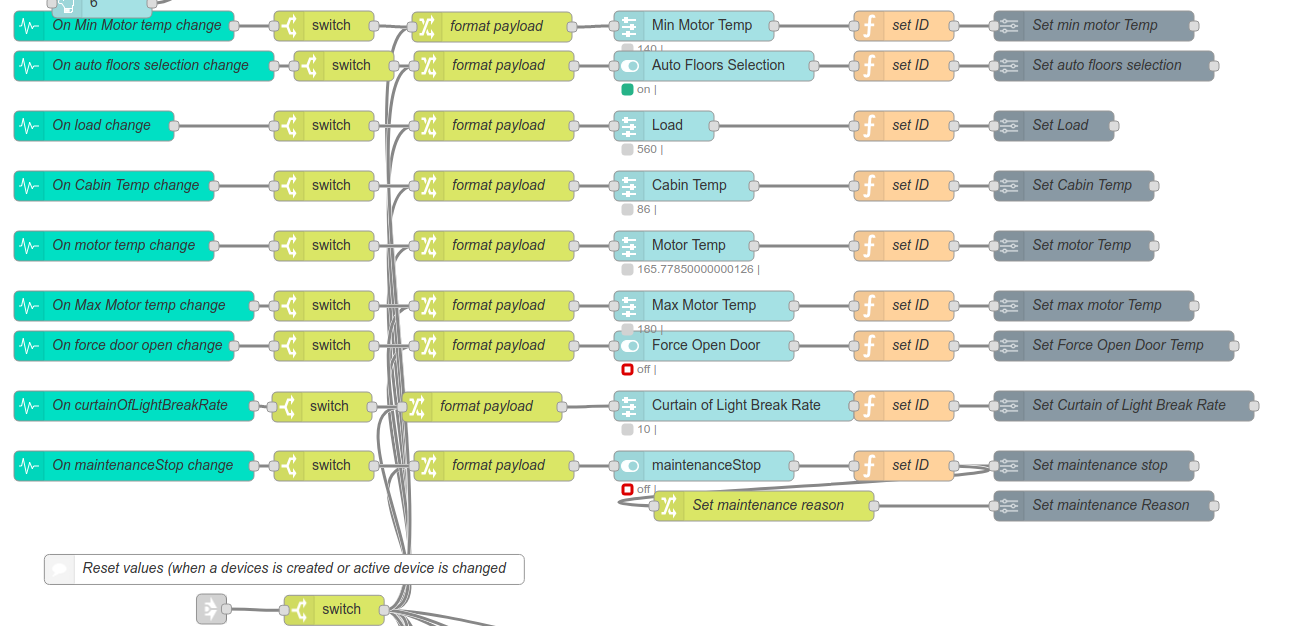 6
On Min Motor temp change switch format payload Min Motor Temp set ID Set min motor Temp
140 |
On auto floors selection change switch format payload Auto Floors Selection set ID Set auto floors selection
on |
On load change switch format payload Load set ID Set Load
560 |
On Cabin Temp change switch format payload Cabin Temp set ID Set Cabin Temp
86 |
On motor temp change switch format payload Motor Temp set ID Set motor Temp
165.77850000000126 |
On Max Motor temp change switch format payload Max Motor Temp set ID Set max motor Temp
180 |
On force door open change switch format payload Force Open Door set ID Set Force Open Door Temp
off |
On curtainOfLightBreakRate switch format payload Curtain of Light Break Rate set ID Set Curtain of Light Break Rate
10 |
On maintenanceStop change switch format payload maintenanceStop set ID Set maintenance stop
off |
Set maintenance reason Set maintenance Reason
Reset values (when a devices is created or active device is changed
switch